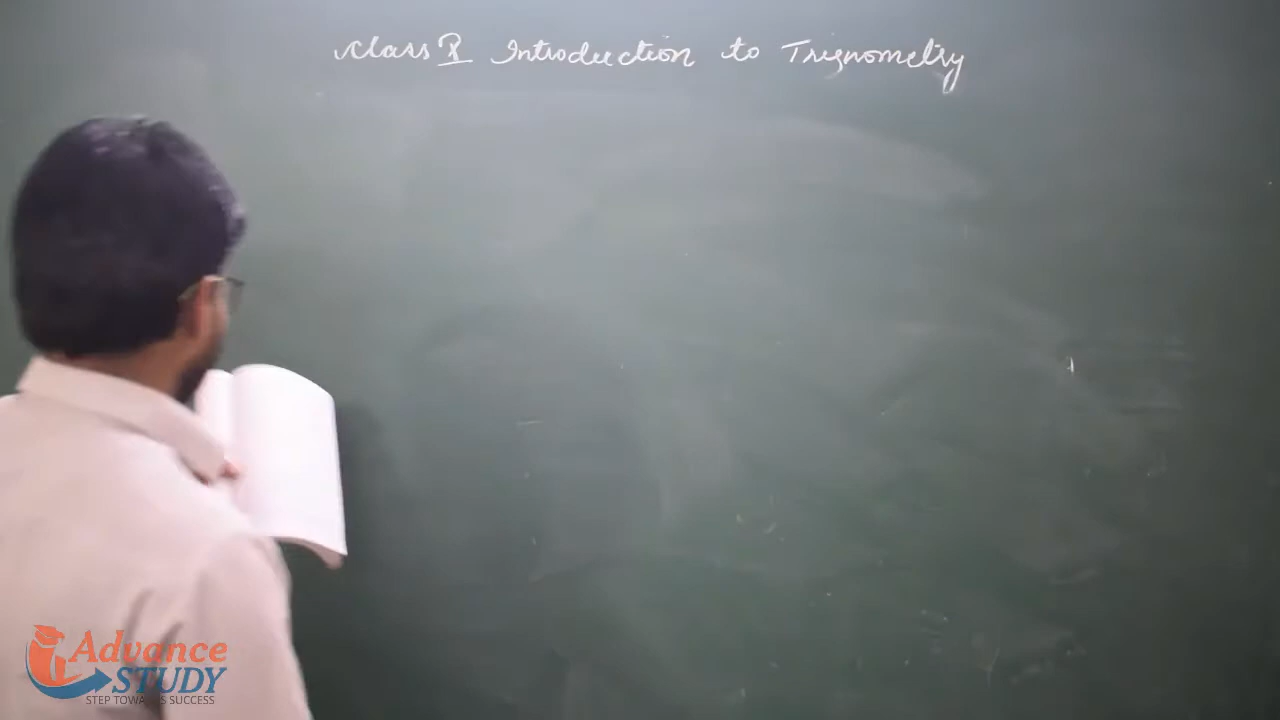 Class X Introduction to Trignometry
Advance
STUDY
STEP TOWARDS SUCCESS